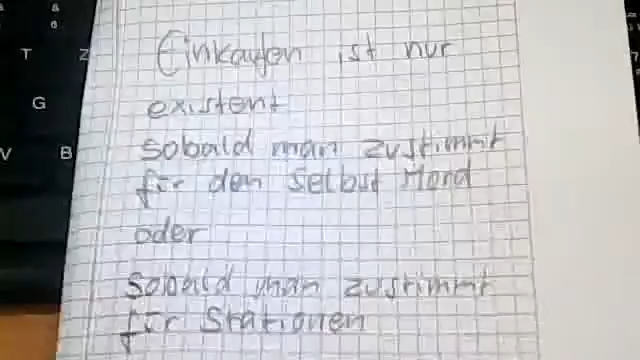 Einkaufen ist nur
existent
sobald man zustimmt
für den Selbst Mord
oder
sobald man zustimmt
für Stationen
T Z
G
V B